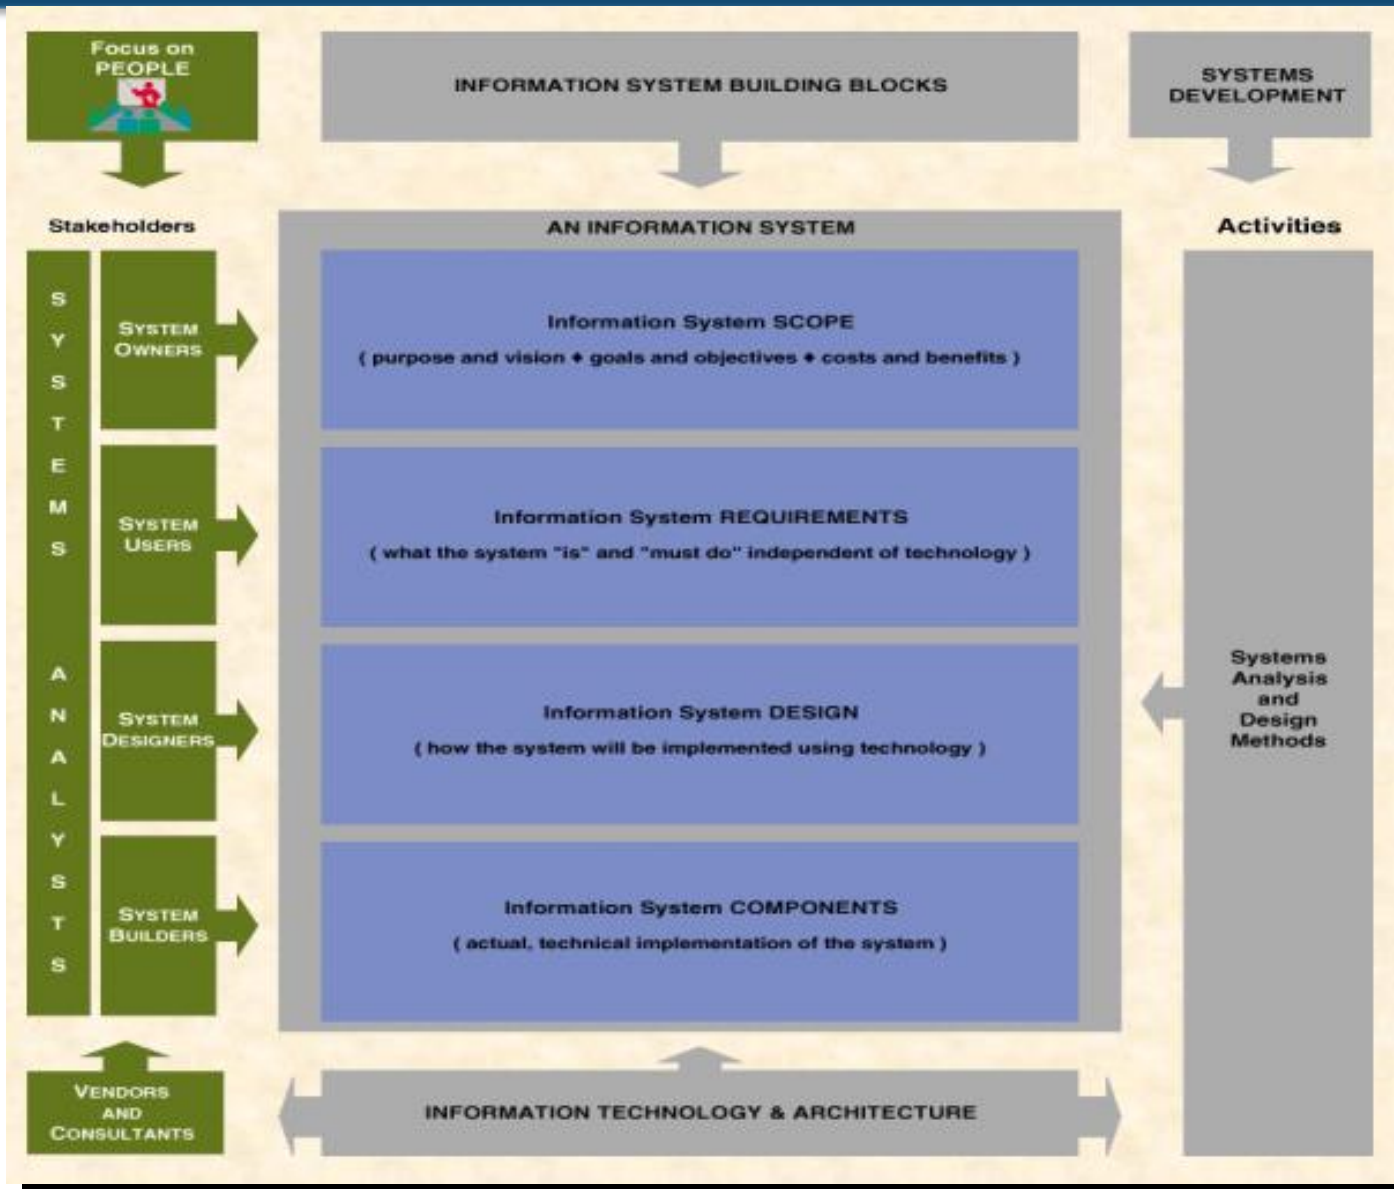 Focus on
PEOPLE
INFORMATION SYSTEM BUILDING BLOCKS
SYSTEMS
DEVELOPMENT
Stakeholders
AN INFORMATION SYSTEM
Activities
SYSTEMS ANALYSTS
SYSTEM
OWNERS
Information System SCOPE
( purpose and vision ♦ goals and objectives ♦ costs and benefits )
SYSTEM
USERS
Information System REQUIREMENTS
( what the system "is" and "must do" independent of technology )
SYSTEM
DESIGNERS
Information System DESIGN
( how the system will be implemented using technology )
SYSTEM
BUILDERS
Information System COMPONENTS
( actual, technical implementation of the system )
Systems
Analysis
and
Design
Methods
VENDORS
AND
CONSULTANTS
INFORMATION TECHNOLOGY & ARCHITECTURE